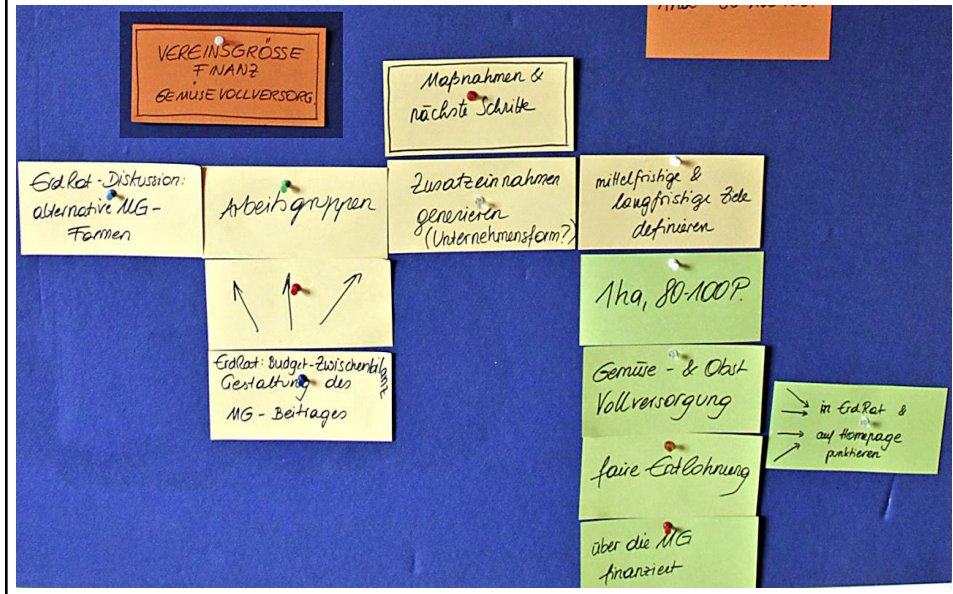 VEREINSGRÖSSE
FINANZ
GEMÜSEVOLLVERSORG.
Maßnahmen &
nächste Schritte
ErdRat-Diskussion:
alternative MG-
Formen
Arbeitsgruppen
Zusatzeinnahmen
generieren
(Unternehmensform?)
mittelfristige &
langfristige Ziele
definieren
1ha, 80-100P.
ErdRat: Budget-Zwischenbilanz
Gestaltung des
MG-Beitrages
Gemüse- & Obst
Vollversorgung
in ErdRat &
auf Homepage
punktieren
faire Entlohnung
über die MG
finanziert